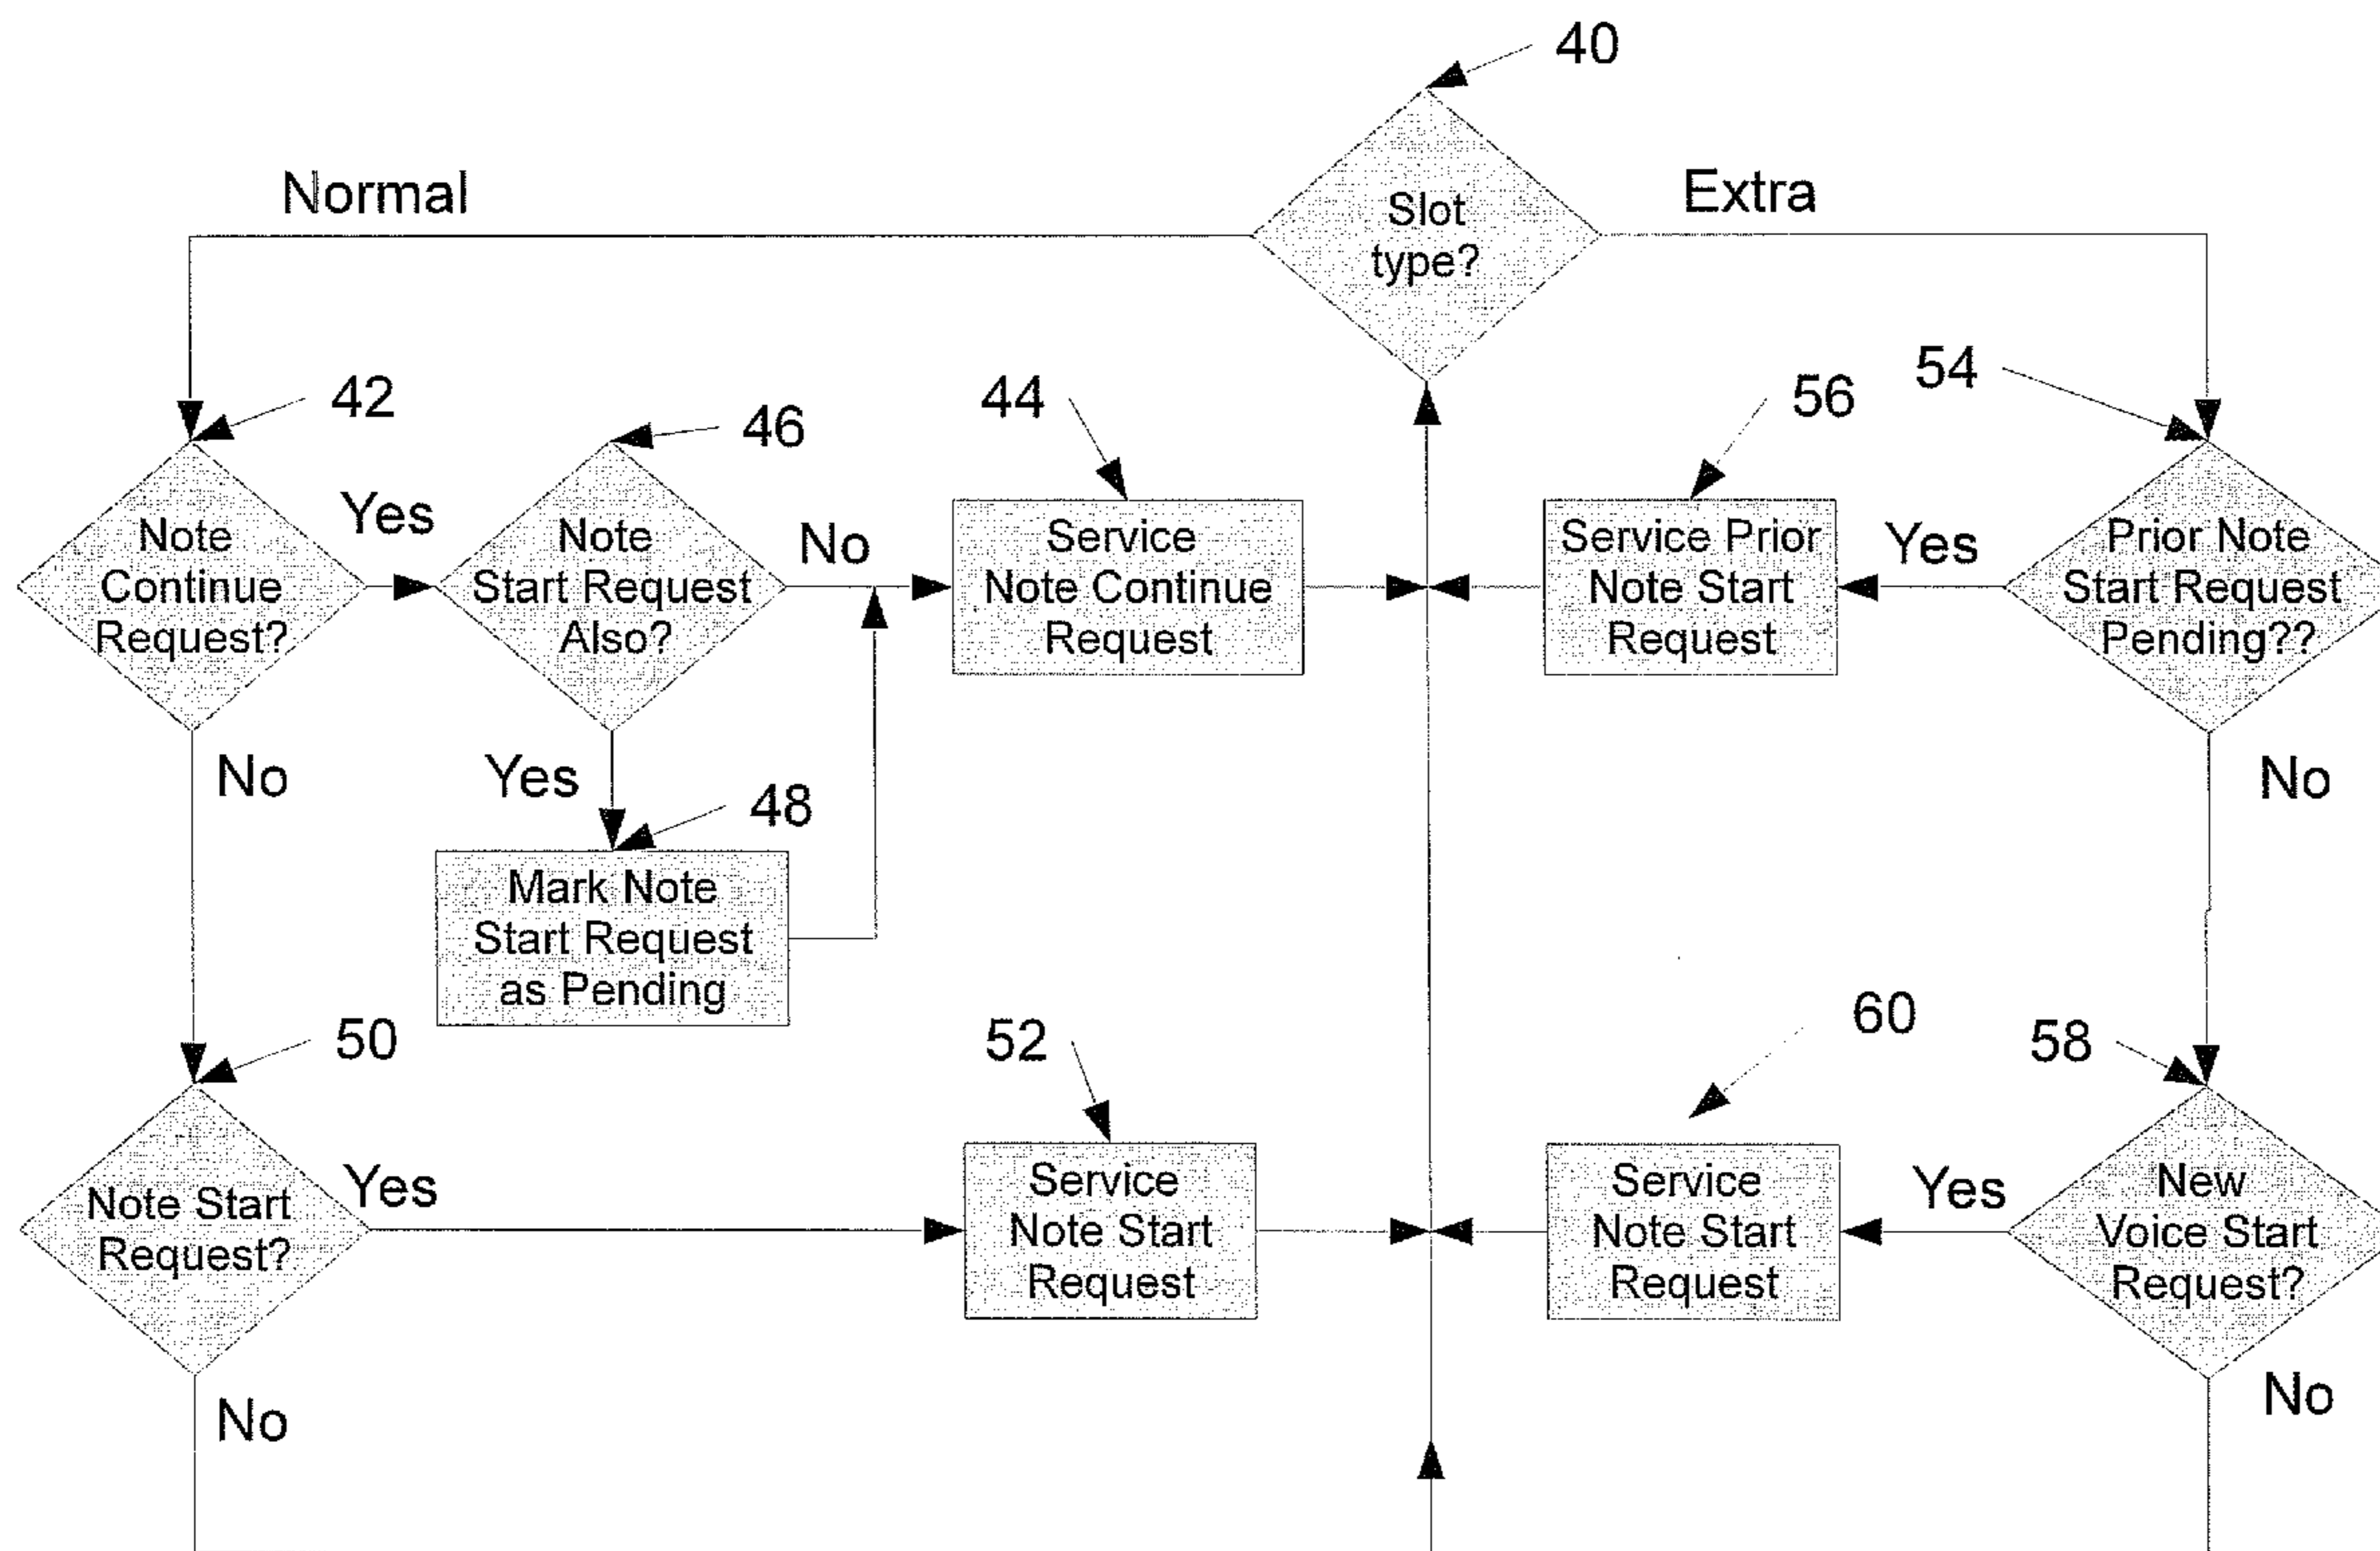 40
Normal
Extra
Slot
type?
42
46
44
56
54
Note
Continue
Request?
Yes
Note
Start Request
Also?
No
Service
Note Continue
Request
Service Prior
Note Start
Request
Yes
Prior Note
Start Request
Pending??
No
Yes
48
No
Mark Note
Start Request
as Pending
50
52
60
58
Note Start
Request?
Yes
Service
Note Start
Request
Service
Note Start
Request
Yes
New
Voice Start
Request?
No
No